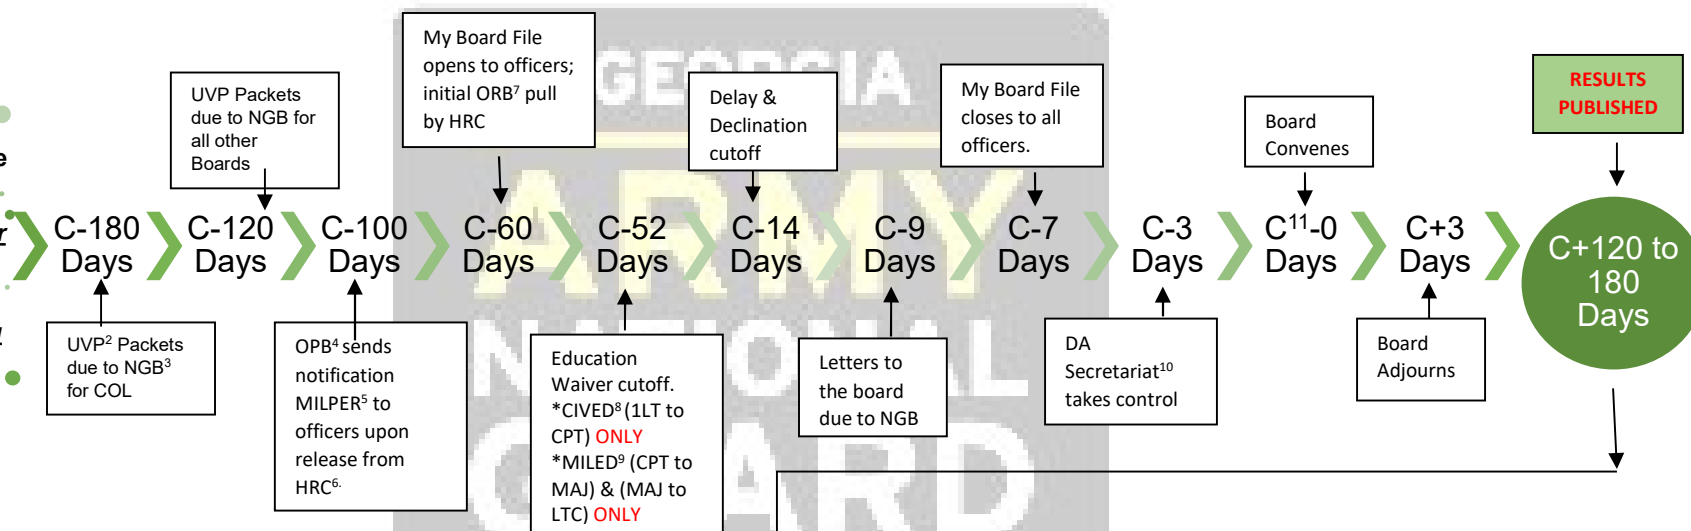 My Board File
opens to officers;
initial ORB⁷ pull
by HRC
UVP Packets
due to NGB for
all other
Boards
Delay &
Declination
cutoff
My Board File
closes to all
officers.
Board
Convenes
RESULTS
PUBLISHED
GEORGIA
ARMY
NATIONAL
GUARD
e
r
C-180
Days
C-120
Days
C-100
Days
C-60
Days
C-52
Days
C-14
Days
C-9
Days
C-7
Days
C-3
Days
C¹¹-0
Days
C+3
Days
C+120 to
180
Days
UVP² Packets
due to NGB³
for COL
OPB⁴ sends
notification
MILPER⁵ to
officers upon
release from
HRC⁶·
Education
Waiver cutoff.
*CIVED⁸ (1LT to
CPT) ONLY
*MILED⁹ (CPT to
MAJ) & (MAJ to
LTC) ONLY
Letters to
the board
due to NGB
DA
Secretariat¹⁰
takes control
Board
Adjourns